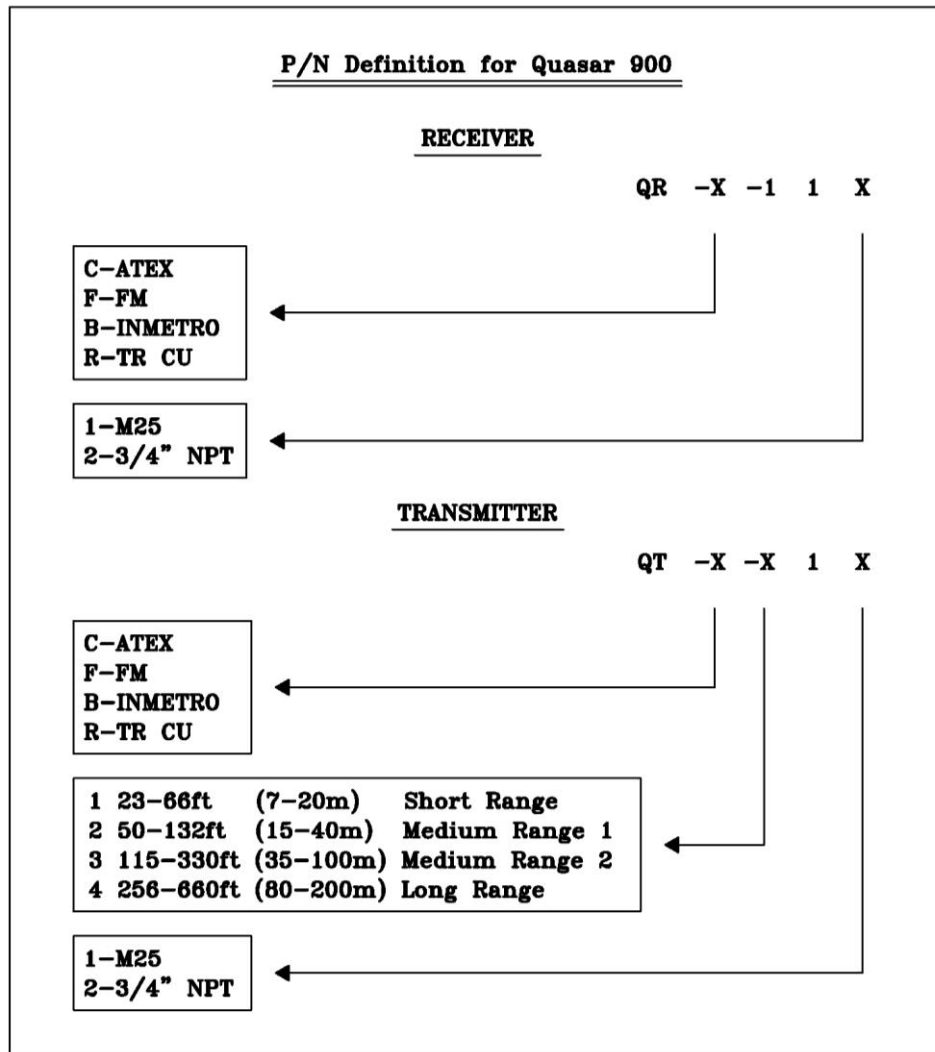 P/N Definition for Quasar 900
RECEIVER
QR -X -1 1 X
C-ATEX
F-FM
B-INMETRO
R-TR CU
1-M25
2-3/4" NPT
TRANSMITTER
QT -X -X 1 X
C-ATEX
F-FM
B-INMETRO
R-TR CU
1 23-66ft (7-20m) Short Range
2 50-132ft (15-40m) Medium Range 1
3 115-330ft (35-100m) Medium Range 2
4 256-660ft (80-200m) Long Range
1-M25
2-3/4" NPT